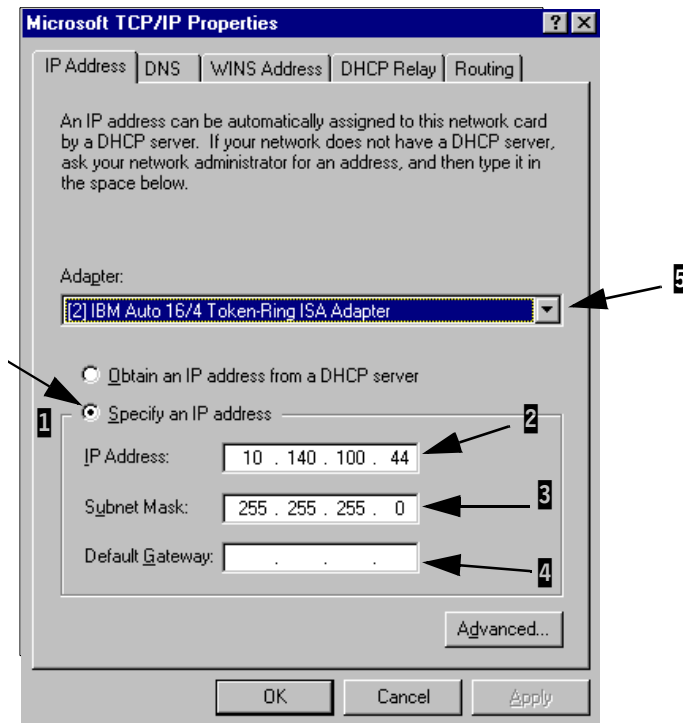 Microsoft TCP/IP Properties
IP Address DNS WINS Address DHCP Relay Routing
An IP address can be automatically assigned to this network card
by a DHCP server. If your network does not have a DHCP server,
ask your network administrator for an address, and then type it in
the space below.
Adapter:
5
[2] IBM Auto 16/4 Token-Ring ISA Adapter
Obtain an IP address from a DHCP server
1 Specify an IP address
2
IP Address: 10 . 140 . 100 . 44
3
Subnet Mask: 255 . 255 . 255 . 0
Default Gateway: . . .
4
Advanced...
OK Cancel Apply